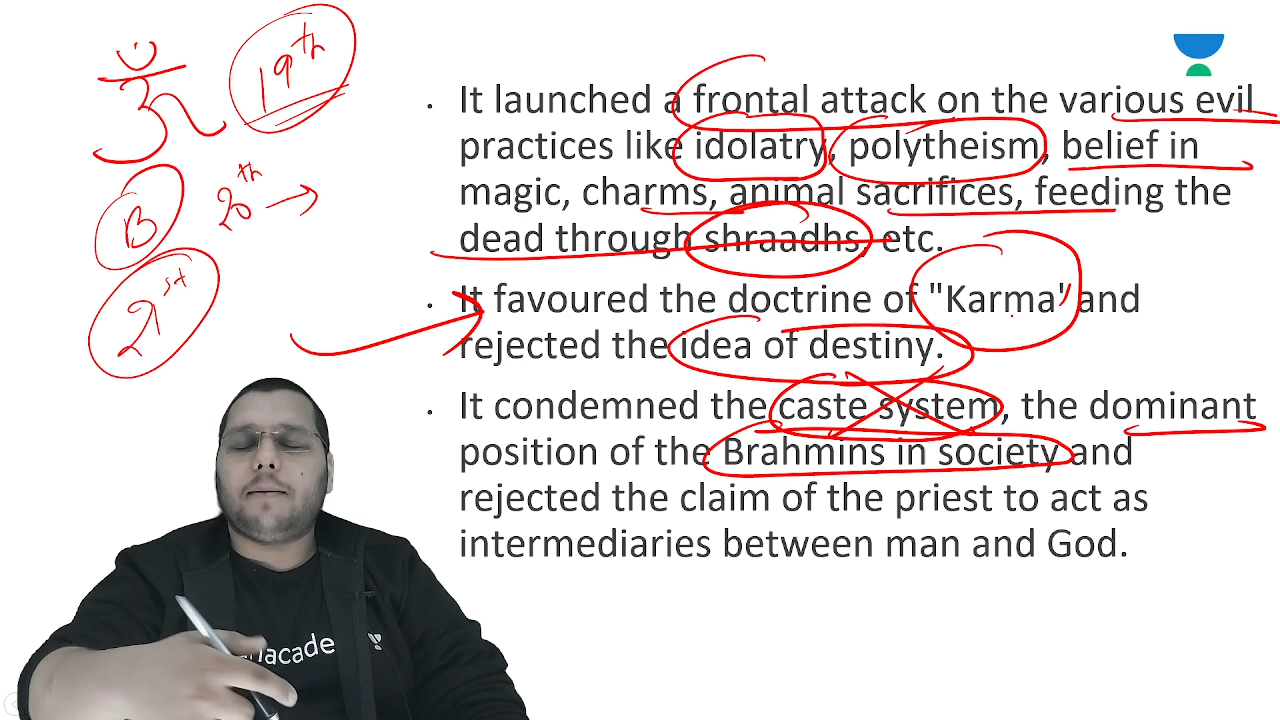 ॐ
19th
B
20th →
21st
• It launched a frontal attack on the various evil
practices like idolatry, polytheism, belief in
magic, charms, animal sacrifices, feeding the
dead through shraadhs, etc.
• It favoured the doctrine of "Karma" and
rejected the idea of destiny.
• It condemned the caste system, the dominant
position of the Brahmins in society and
rejected the claim of the priest to act as
intermediaries between man and God.